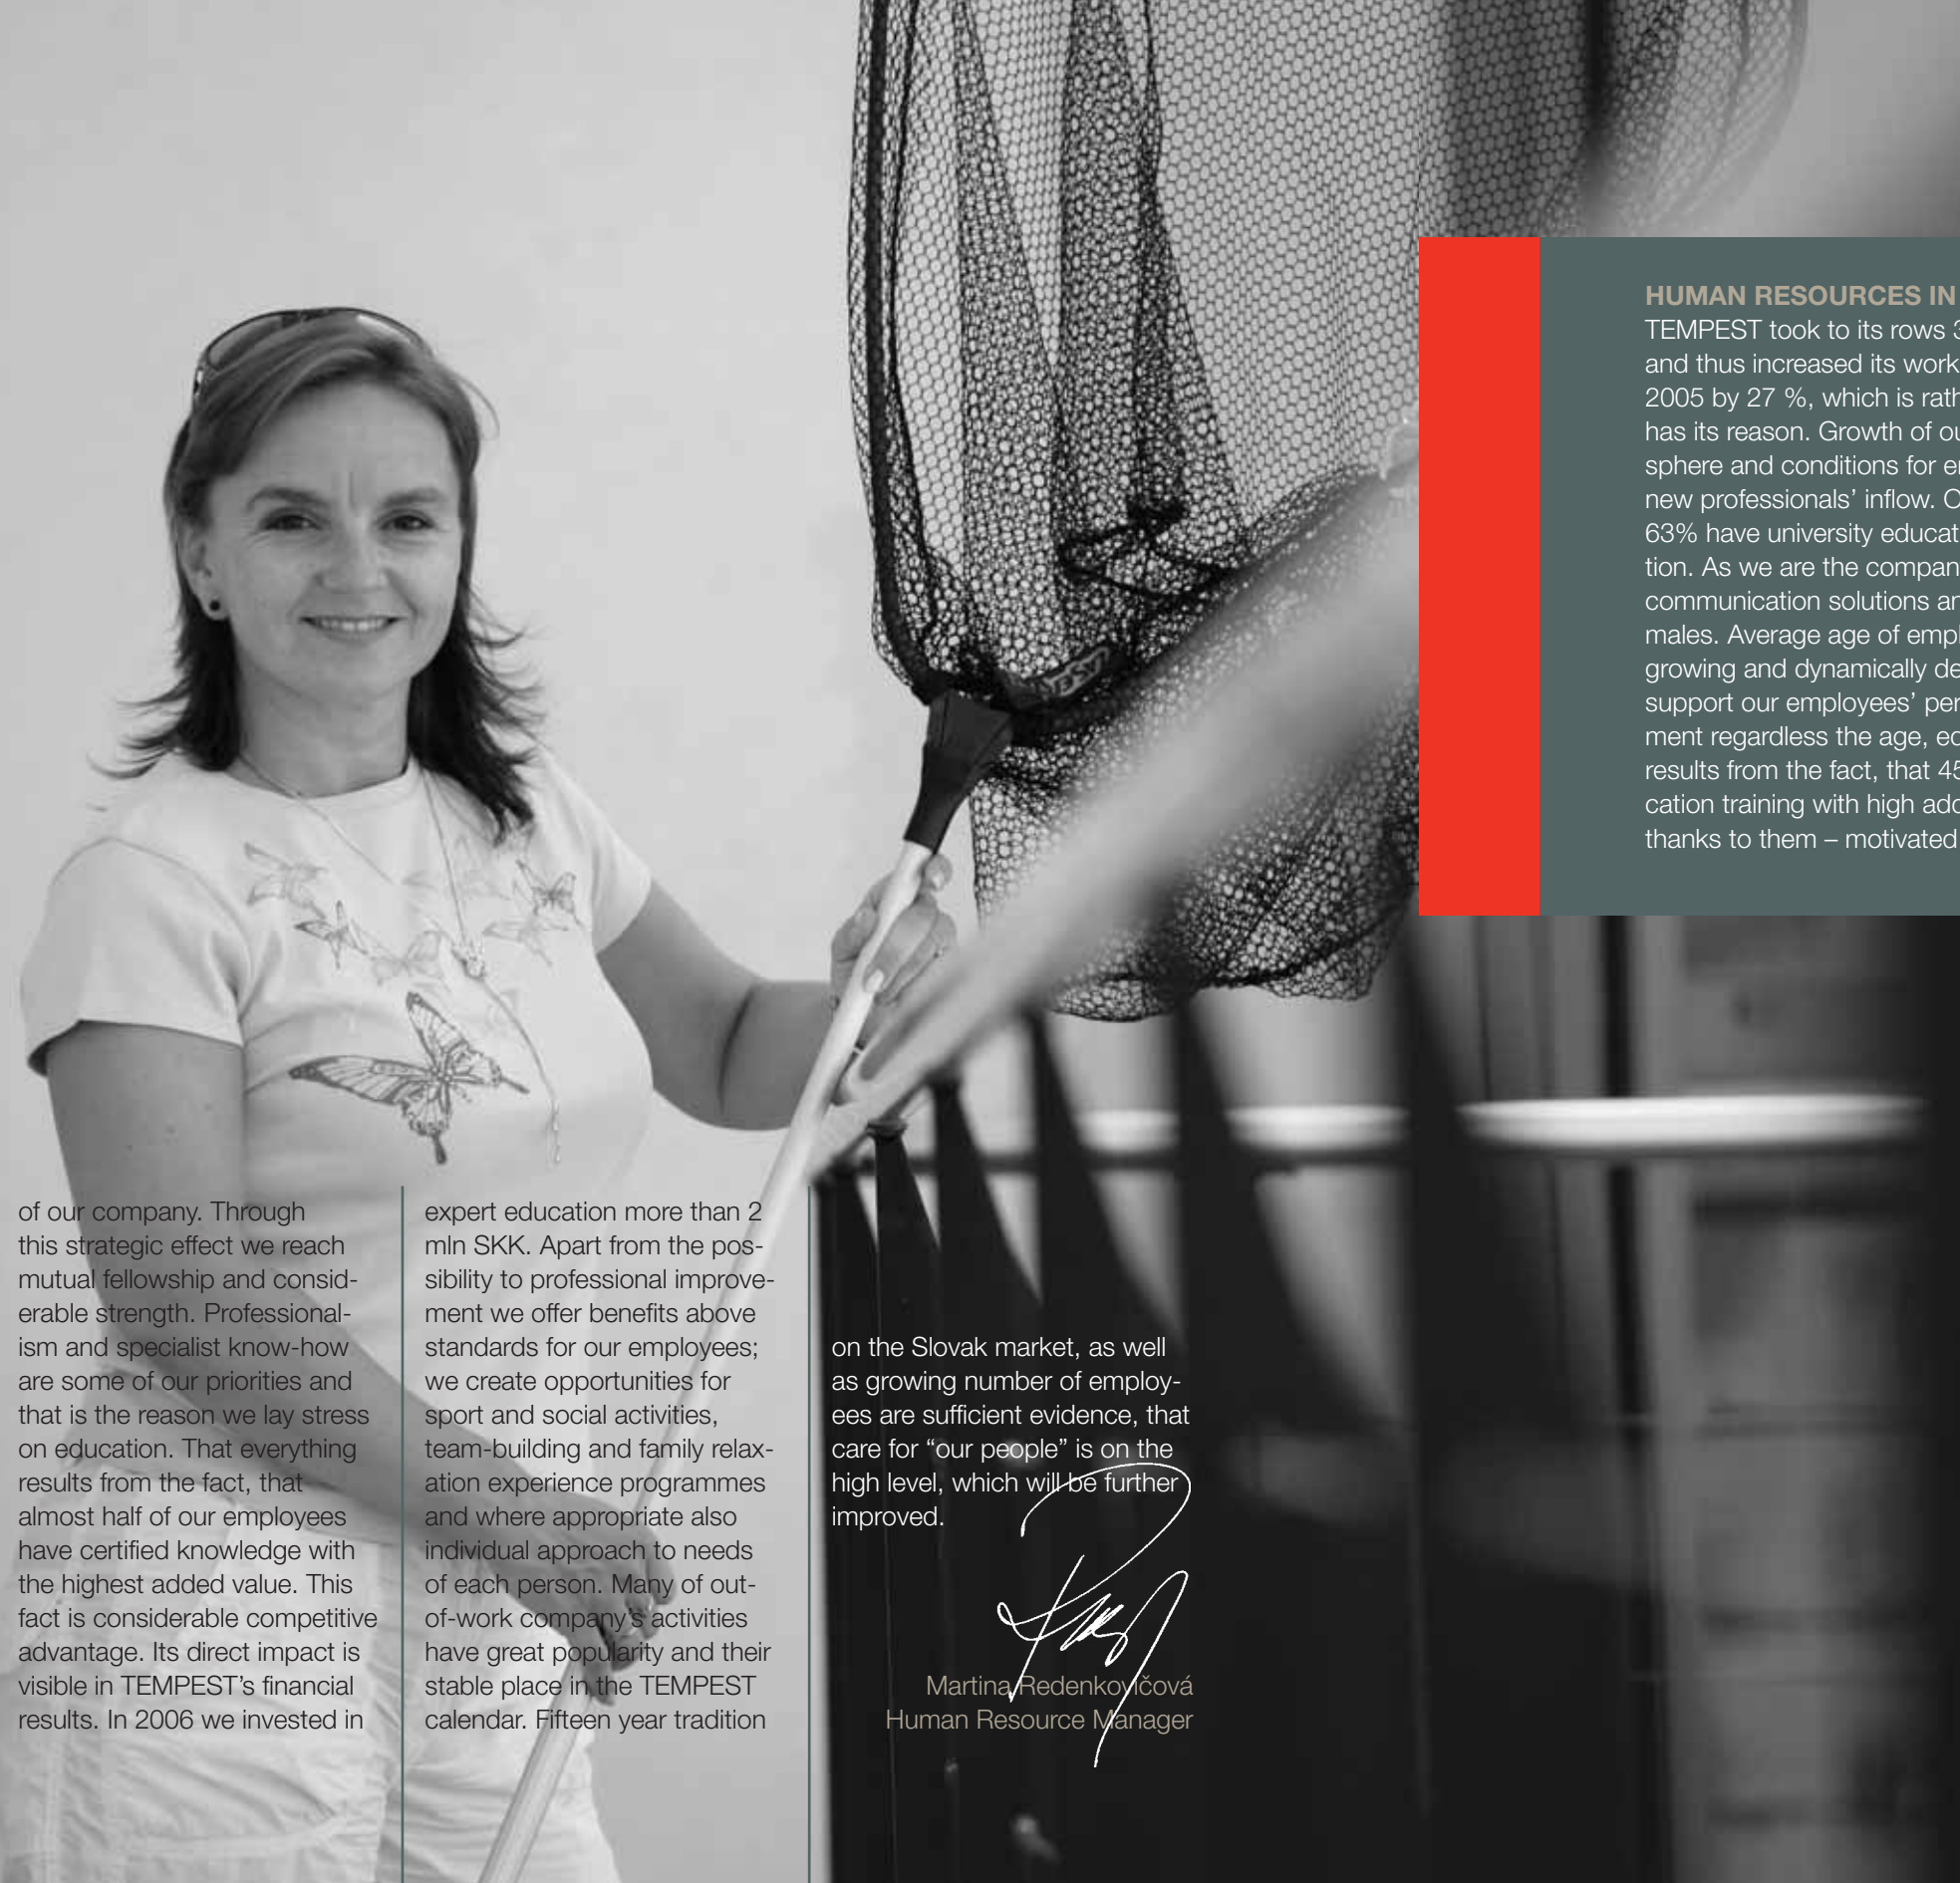 of our company. Through
this strategic effect we reach
mutual fellowship and consid-
erable strength. Professional-
ism and specialist know-how
are some of our priorities and
that is the reason we lay stress
on education. That everything
results from the fact, that
almost half of our employees
have certified knowledge with
the highest added value. This
fact is considerable competitive
advantage. Its direct impact is
visible in TEMPEST’s financial
results. In 2006 we invested in
expert education more than 2
mln SKK. Apart from the pos-
sibility to professional improve-
ment we offer benefits above
standards for our employees;
we create opportunities for
sport and social activities,
team-building and family relax-
ation experience programmes
and where appropriate also
individual approach to needs
of each person. Many of out-
of-work company’s activities
have great popularity and their
stable place in the TEMPEST
calendar. Fifteen year tradition
on the Slovak market, as well
as growing number of employ-
ees are sufficient evidence, that
care for “our people” is on the
high level, which will be further
improved.
Martina Redenkovičová
Human Resource Manager
HUMAN RESOURCES IN
TEMPEST took to its rows
and thus increased its work
2005 by 27 %, which is
has its reason. Growth of
sphere and conditions for
new professionals’ inflow.
63% have university
tion. As we are the
communication solutions
males. Average age of
growing and dynamically
support our employees’
ment regardless the age,
results from the fact, that 45
cation training with high
thanks to them – motivated